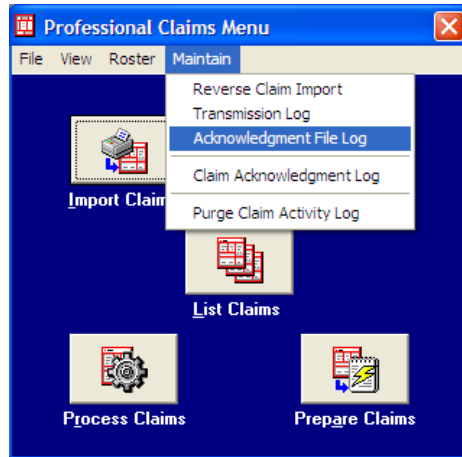 Professional Claims Menu
File View Roster Maintain
Reverse Claim Import
Transmission Log
Acknowledgment File Log
Claim Acknowledgment Log
Purge Claim Activity Log
Import Claim
List Claims
Process Claims
Prepare Claims